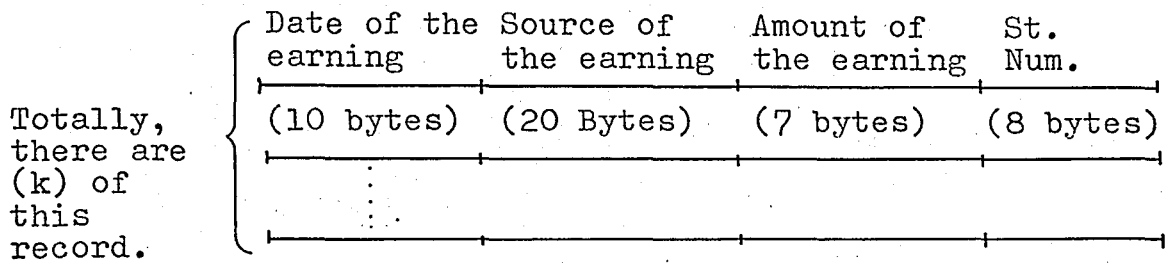 Date of the Source of Amount of St.
earning the earning the earning Num.
(10 bytes) (20 Bytes) (7 bytes) (8 bytes)
Totally,
there are
(k) of
this
record.